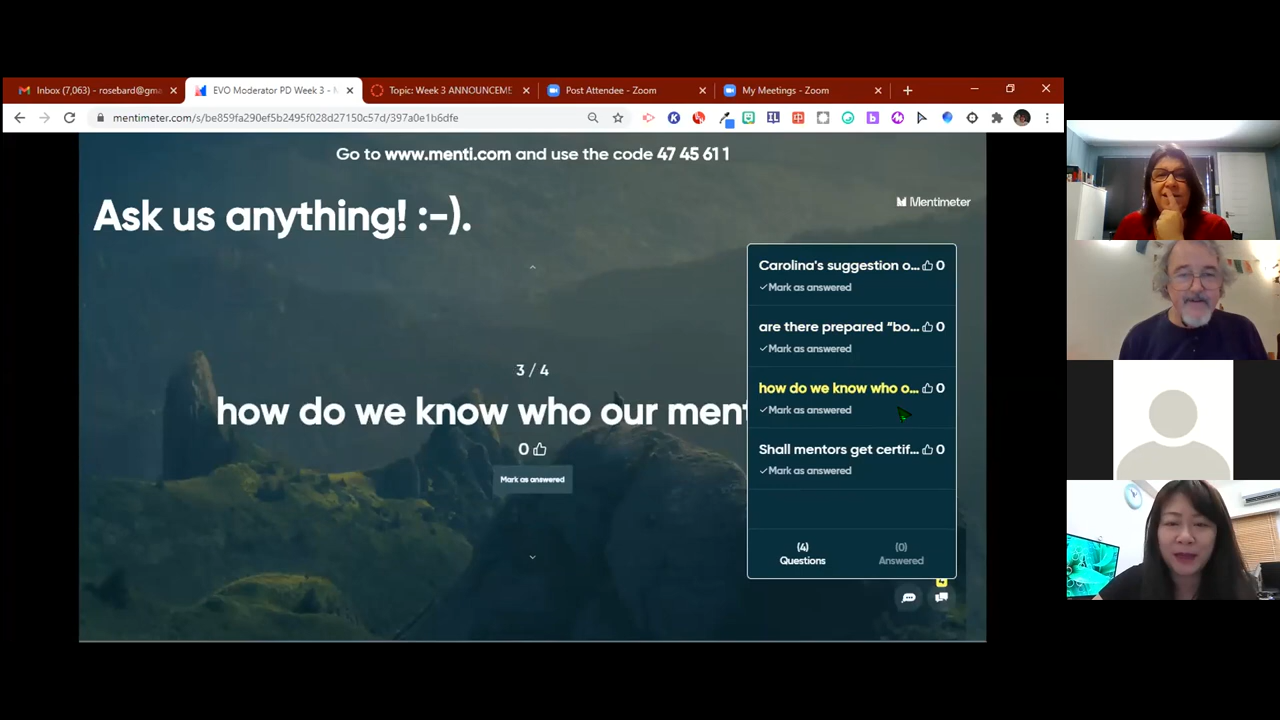 Inbox (7,063) - rosebard@gma
EVO Moderator PD Week 3 -
Topic: Week 3 ANNOUNCEME
Post Attendee - Zoom
My Meetings - Zoom
mentimeter.com/s/be859fa290ef5b2495f028d27150c57d/397a0e1b6dfe
Go to www.menti.com and use the code 47 45 61 1
Ask us anything! :-).
Mentimeter
3 / 4
how do we know who our ment
0
Mark as answered
Carolina's suggestion o... 0
Mark as answered
are there prepared “bo... 0
Mark as answered
how do we know who o... 0
Mark as answered
Shall mentors get certif... 0
Mark as answered
(4)
Questions
(0)
Answered